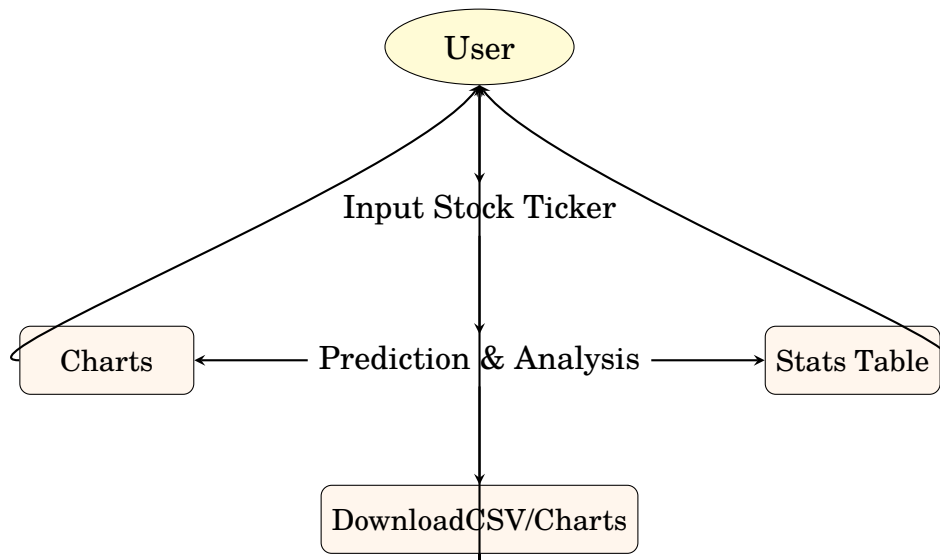 User
Input Stock Ticker
Charts
Prediction & Analysis
Stats Table
DownloadCSV/Charts